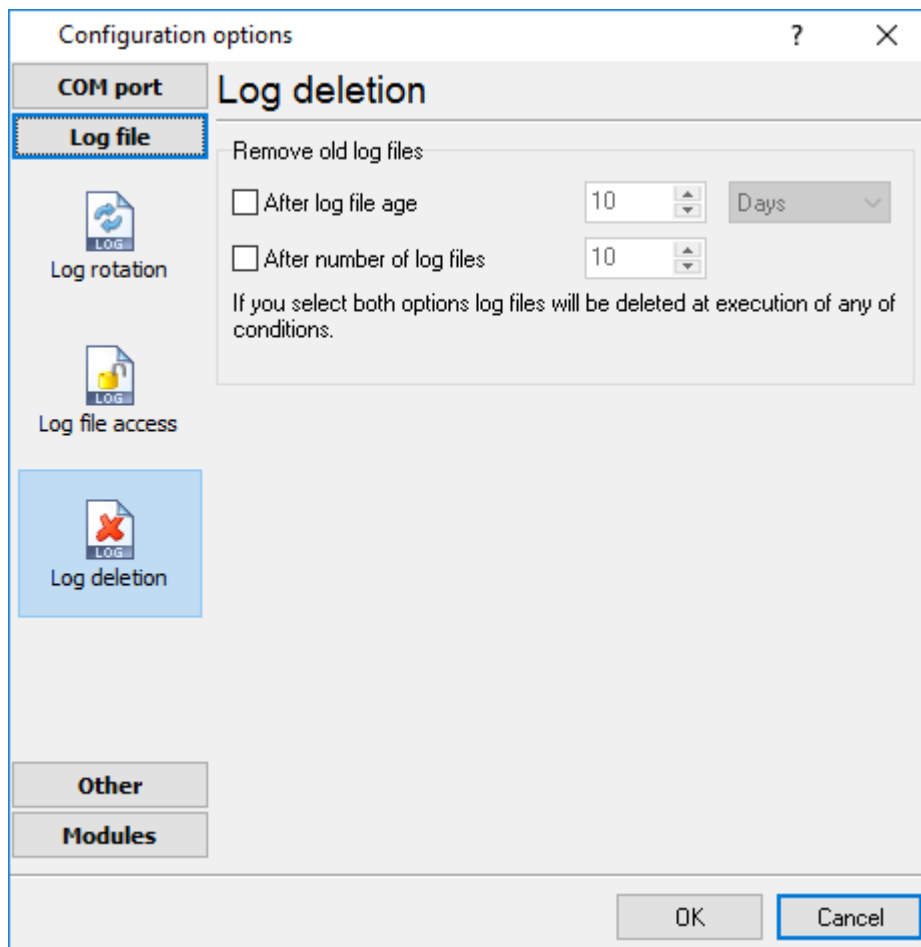 Configuration options
?
COM port
Log file
LOG
Log rotation
LOG
Log file access
LOG
Log deletion
Other
Modules
Log deletion
Remove old log files
After log file age 10 Days
After number of log files 10
If you select both options log files will be deleted at execution of any of
conditions.
OK Cancel